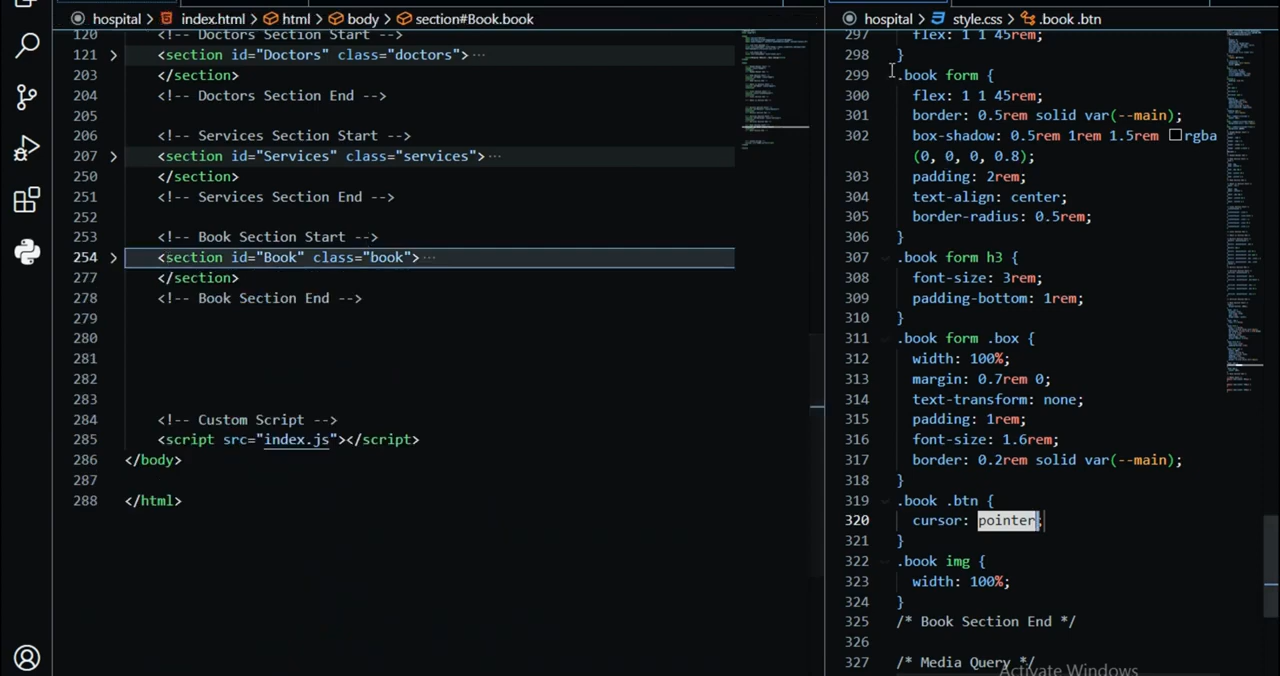 hospital > index.html > html > body > section#Book.book
120 <!-- Doctors Section Start -->
121 <section id="Doctors" class="doctors"> ...
203 </section>
204 <!-- Doctors Section End -->
205
206 <!-- Services Section Start -->
207 <section id="Services" class="services"> ...
250 </section>
251 <!-- Services Section End -->
252
253 <!-- Book Section Start -->
254 <section id="Book" class="book"> ...
277 </section>
278 <!-- Book Section End -->
279
280
281
282
283
284 <!-- Custom Script -->
285 <script src="index.js"></script>
286 </body>
287
288 </html>
hospital > style.css > .book .btn
297 flex: 1 1 45rem;
298 }
299 .book form {
300 flex: 1 1 45rem;
301 border: 0.5rem solid var(--main);
302 box-shadow: 0.5rem 1rem 1.5rem rgba
(0, 0, 0, 0.8);
303 padding: 2rem;
304 text-align: center;
305 border-radius: 0.5rem;
306 }
307 .book form h3 {
308 font-size: 3rem;
309 padding-bottom: 1rem;
310 }
311 .book form .box {
312 width: 100%;
313 margin: 0.7rem 0;
314 text-transform: none;
315 padding: 1rem;
316 font-size: 1.6rem;
317 border: 0.2rem solid var(--main);
318 }
319 .book .btn {
320 cursor: pointer;
321 }
322 .book img {
323 width: 100%;
324 }
325 /* Book Section End */
326
327 /* Media Query */
Activate Windows